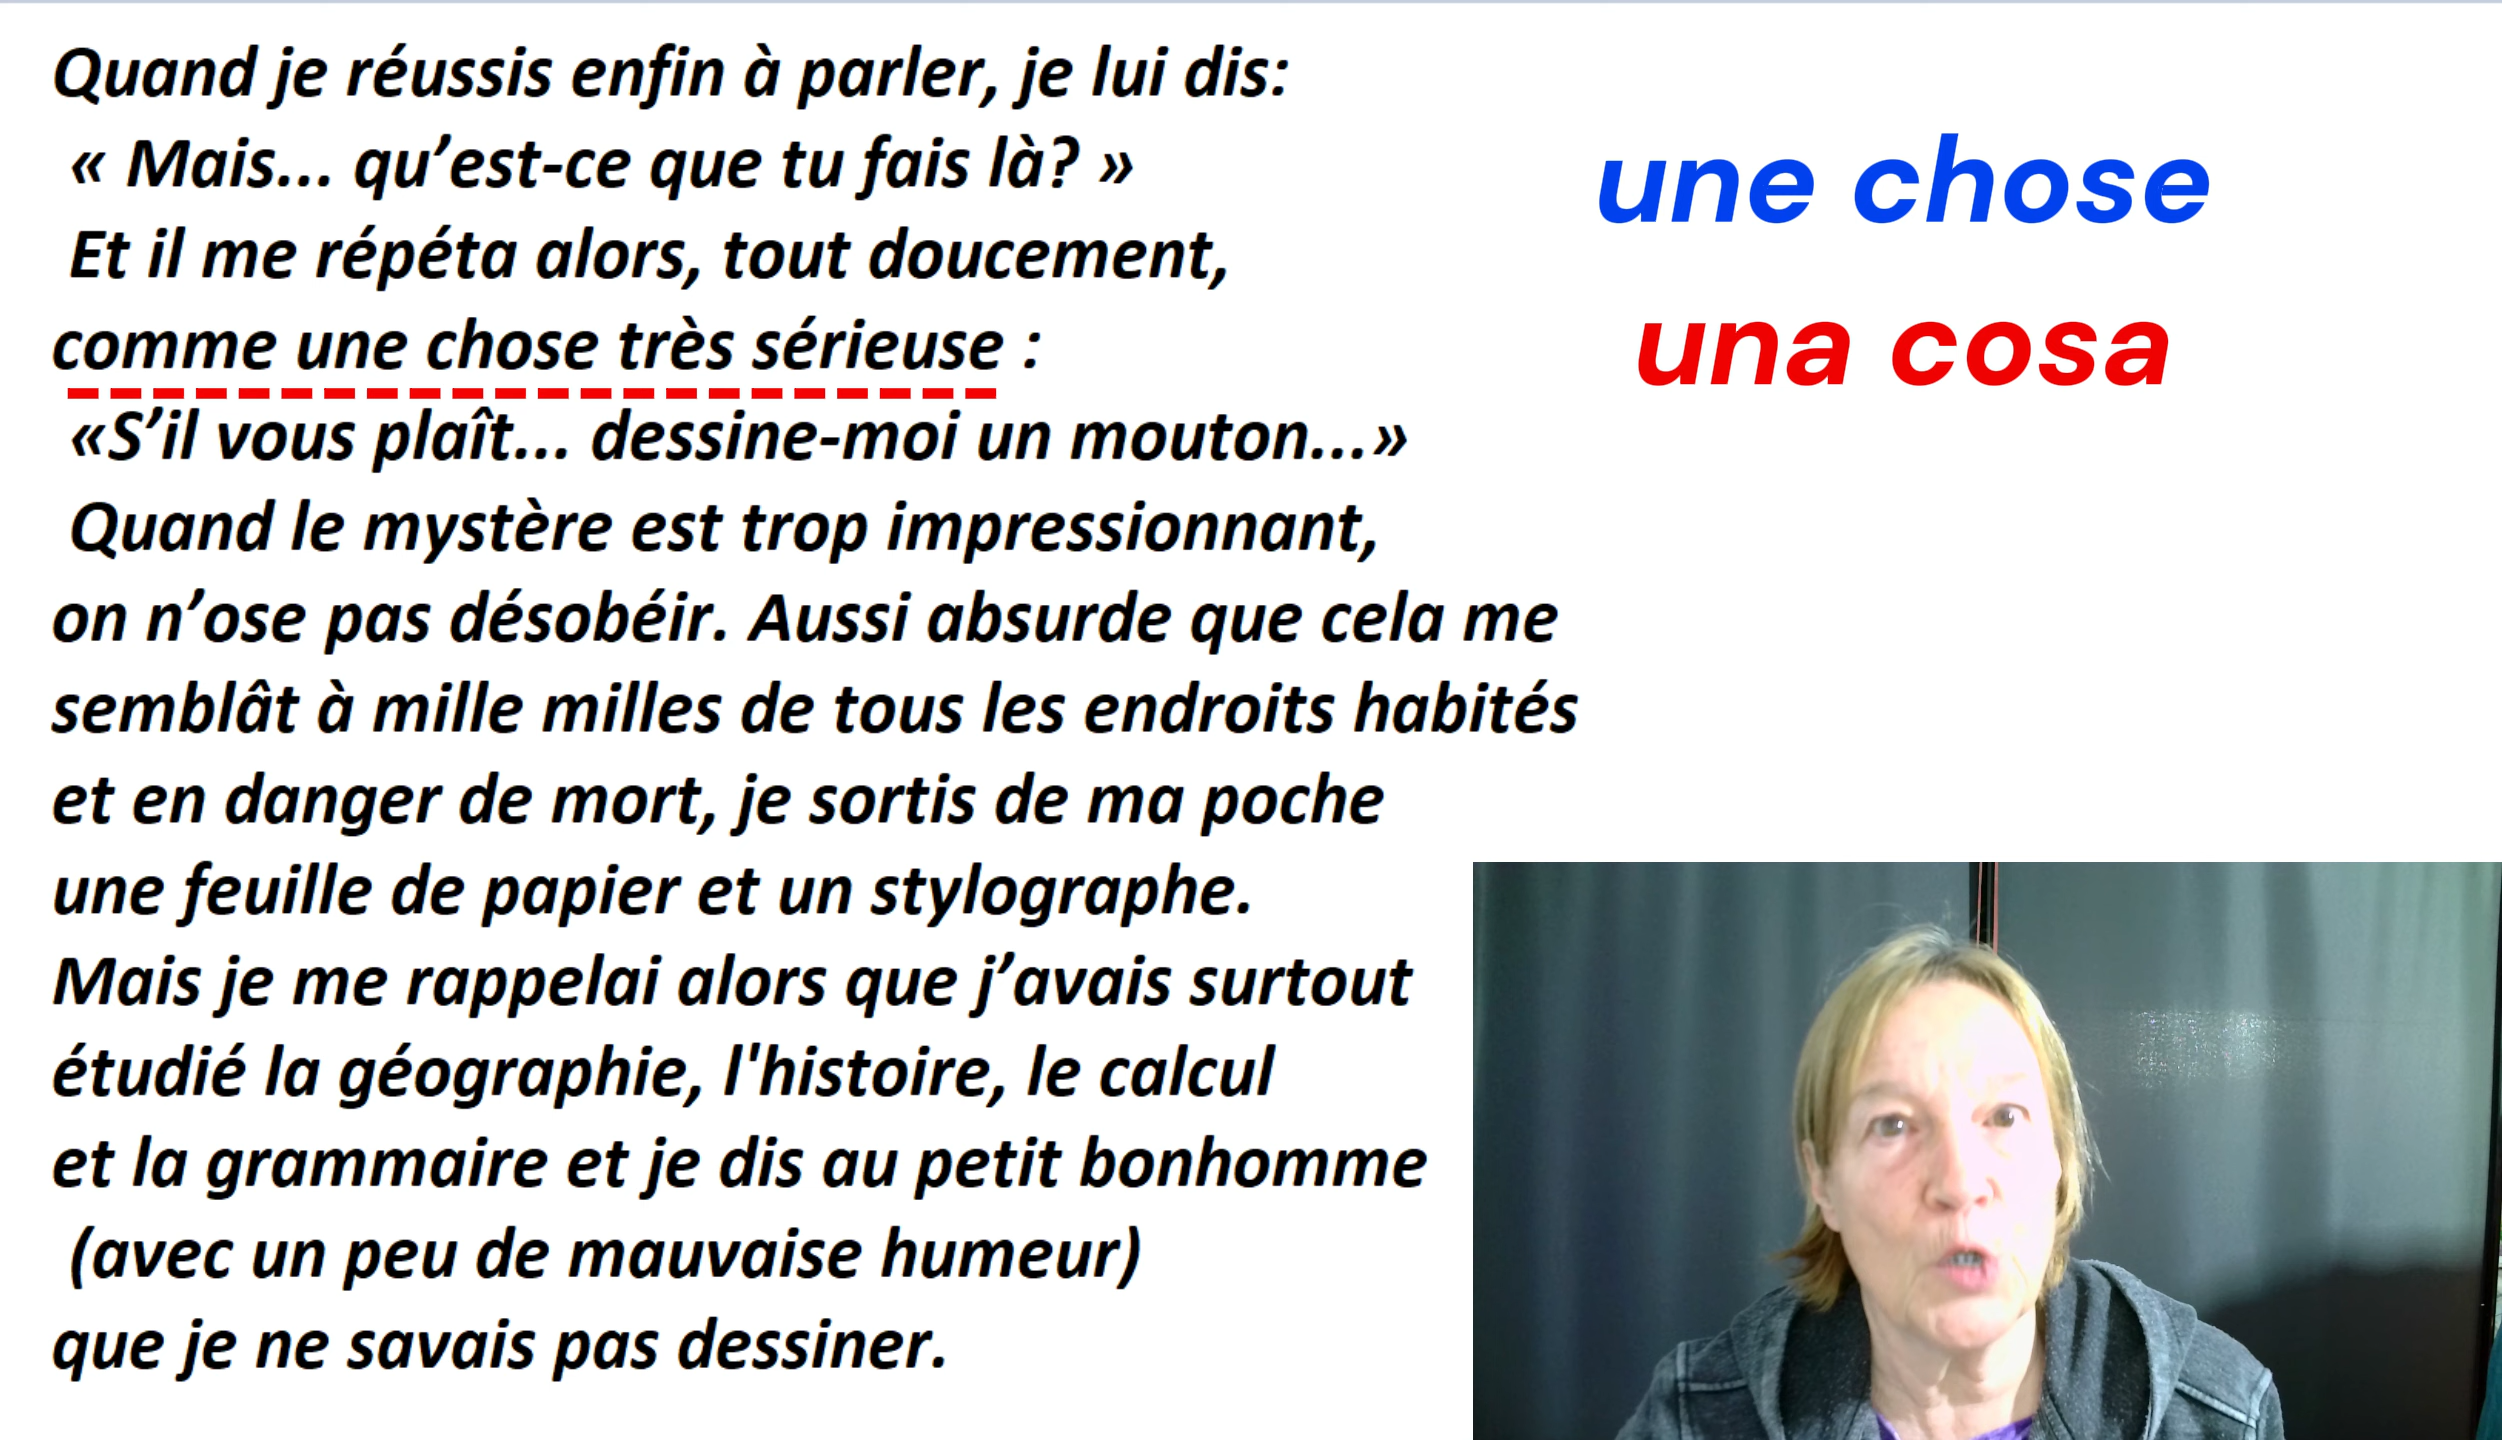 Quand je réussis enfin à parler, je lui dis:
« Mais... qu’est-ce que tu fais là? »
Et il me répéta alors, tout doucement,
comme une chose très sérieuse :
«S’il vous plaît... dessine-moi un mouton...»
Quand le mystère est trop impressionnant,
on n’ose pas désobéir. Aussi absurde que cela me
semblât à mille milles de tous les endroits habités
et en danger de mort, je sortis de ma poche
une feuille de papier et un stylographe.
Mais je me rappelai alors que j’avais surtout
étudié la géographie, l'histoire, le calcul
et la grammaire et je dis au petit bonhomme
(avec un peu de mauvaise humeur)
que je ne savais pas dessiner.
une chose
una cosa